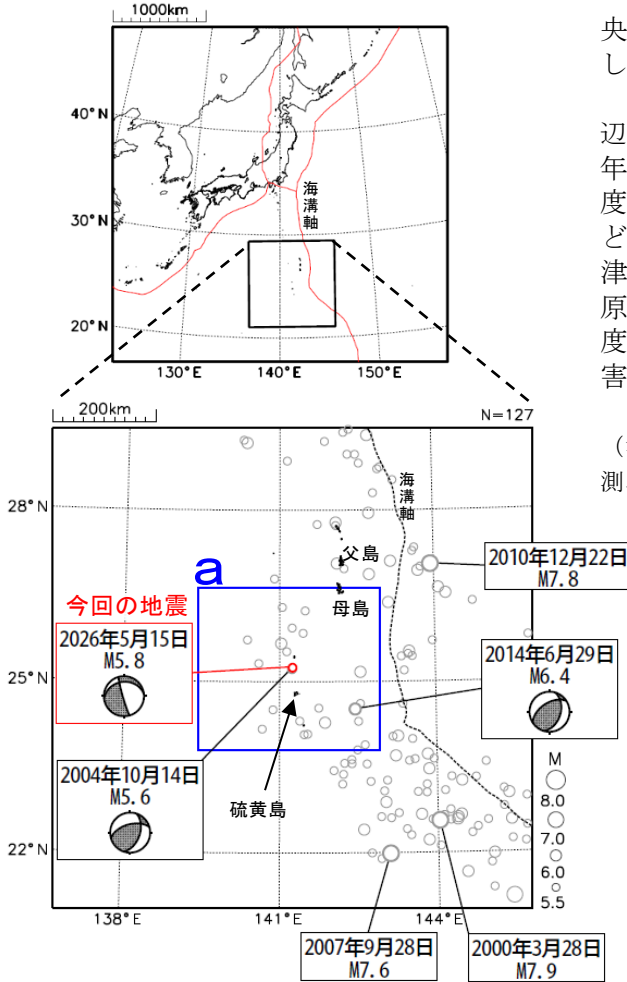 1000km
40°N
30°N
20°N
130°E
140°E
150°E
海溝軸
央
し
辺
年
度
ど
津
原
度
害
（
測
200km
N=127
28°N
25°N
22°N
138°E
141°E
144°E
海溝軸
父島
母島
a
今回の地震
2026年5月15日
M5.8
2004年10月14日
M5.6
硫黄島
2010年12月22日
M7.8
2014年6月29日
M6.4
M
8.0
7.0
6.0
5.5
2007年9月28日
M7.6
2000年3月28日
M7.9